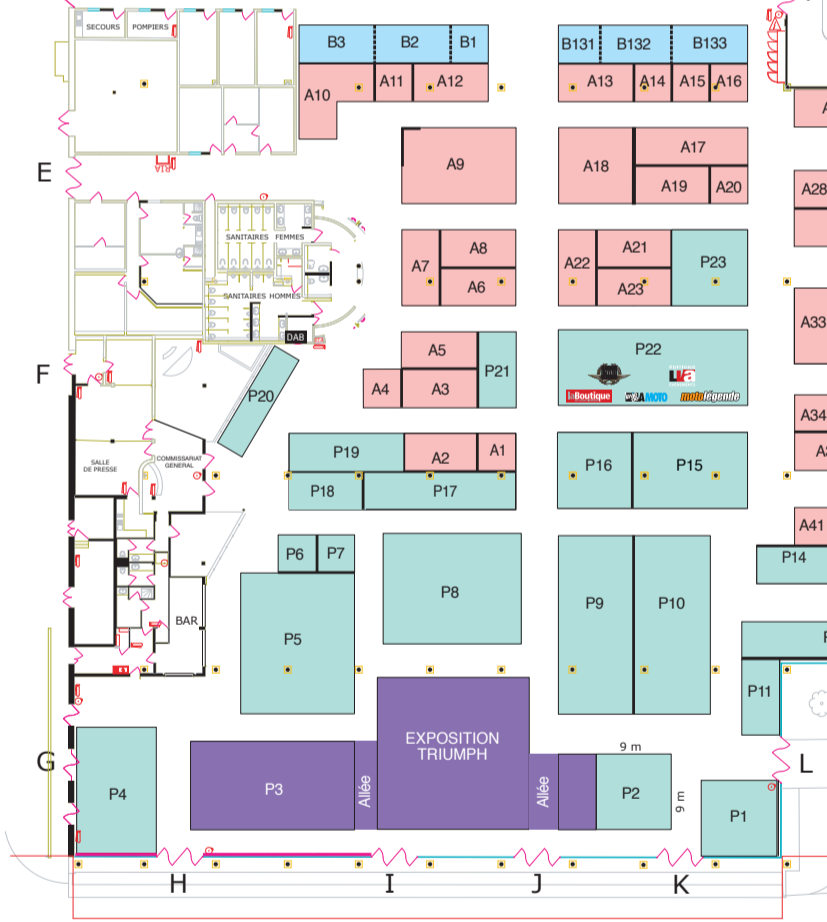 SECOURS POMPIERS
B3 B2 B1 B131 B132 B133
A10 A11 A12 A13 A14 A15 A16
RIA
E
A9 A18 A17
A19 A20 A28
SANITAIRES FEMMES
A7 A8 A22 A21 P23
A6 A23
SANITAIRES HOMMES
DAB
A33
F
P20
A5 P21 P22
A4 A3
laBoutique LVA MOTO motolégende
A34
P19 A2 A1 P16 P15
SALLE
DE PRESSE
COMMISSARIAT
GENERAL
P18 P17
A41
P6 P7 P14
P8 P9 P10
P5
BAR
P11
EXPOSITION
TRIUMPH
9 m
G L
P4 P3 Allée Allée P2 9 m P1
H I J K